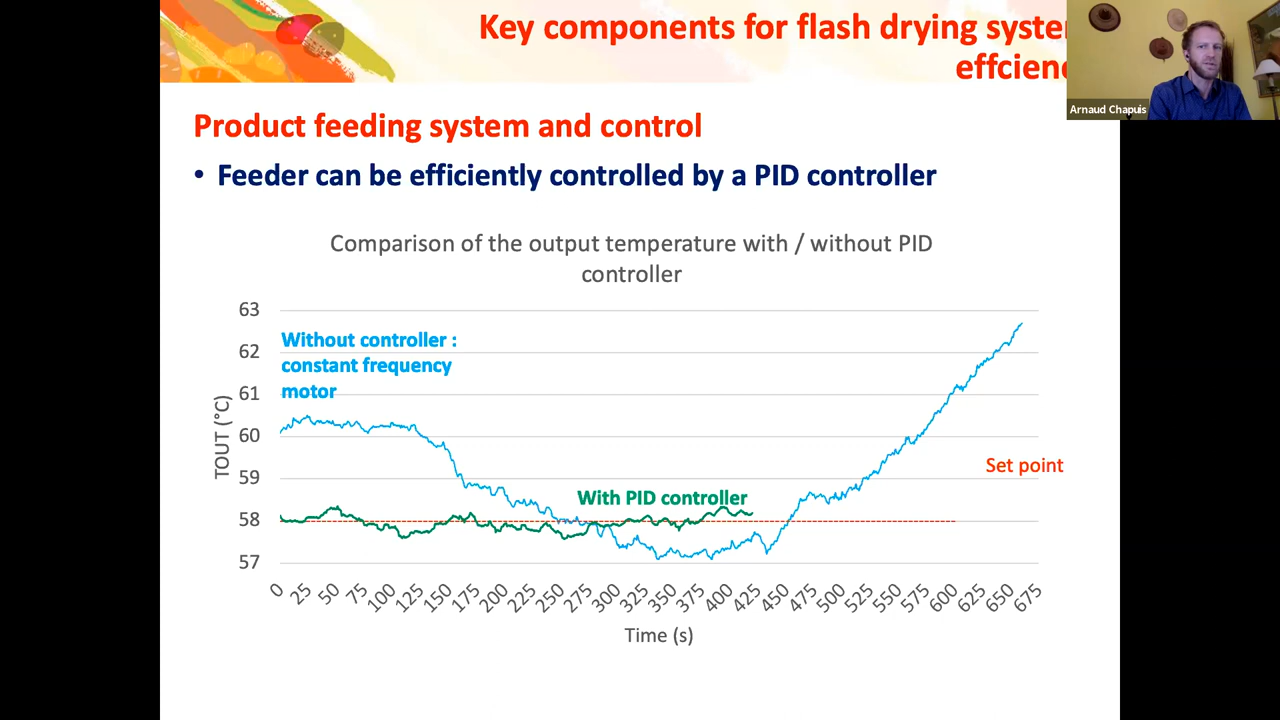 Key components for flash drying
effcien
Arnaud Chapuis
Product feeding system and control
• Feeder can be efficiently controlled by a PID controller
Comparison of the output temperature with / without PID
controller
63
62
61
60
59
58
57
TOUT (°C)
Without controller :
constant frequency
motor
With PID controller
Set point
0 25 50 75 100 125 150 175 200 225 250 275 300 325 350 375 400 425 450 475 500 525 550 575 600 625 650 675
Time (s)